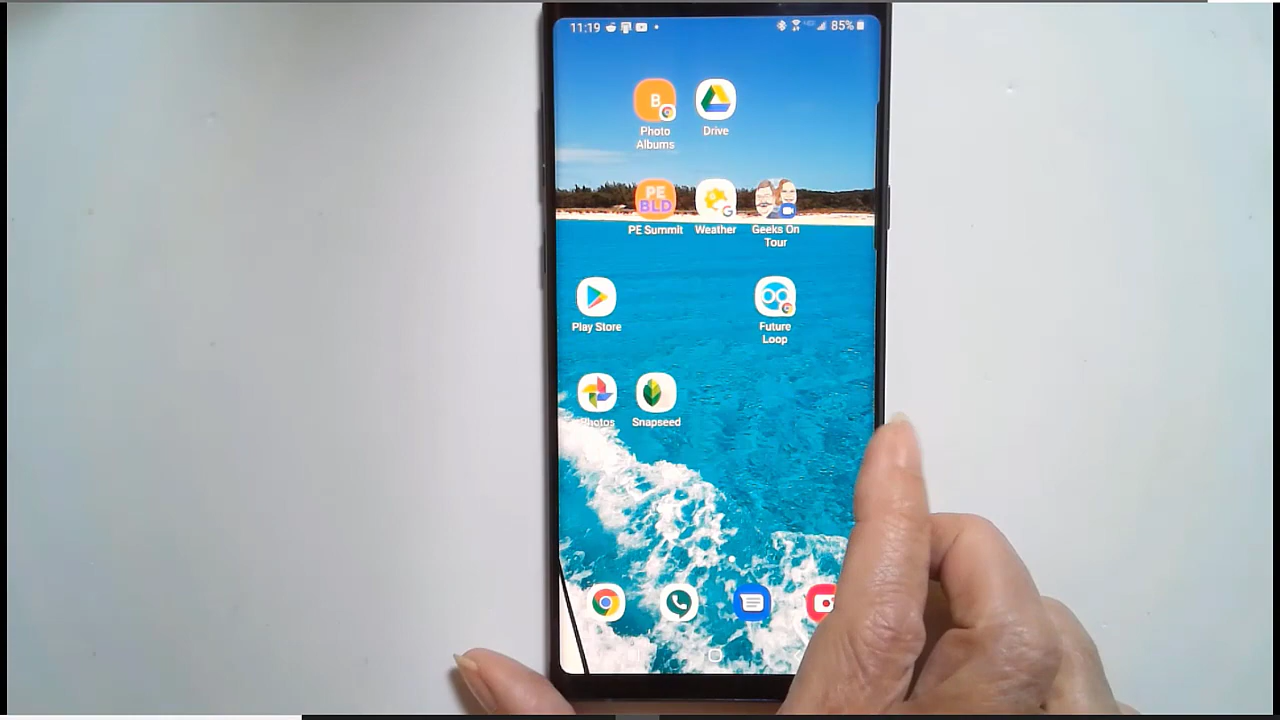 11:19
85%
B
Photo
Albums
Drive
PE
BLD
PE Summit
Weather
Geeks On
Tour
Play Store
Future
Loop
Photos
Snapseed